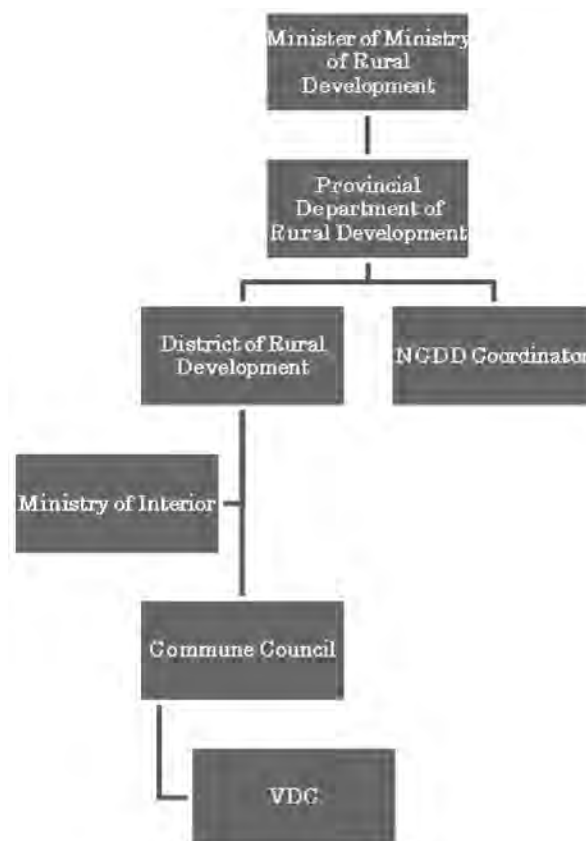 Minister of Ministry
of Rural
Development
Provincial
Department of
Rural Development
District of Rural
Development
NGDD Coordinator
Ministry of Interior
Commune Council
VDC